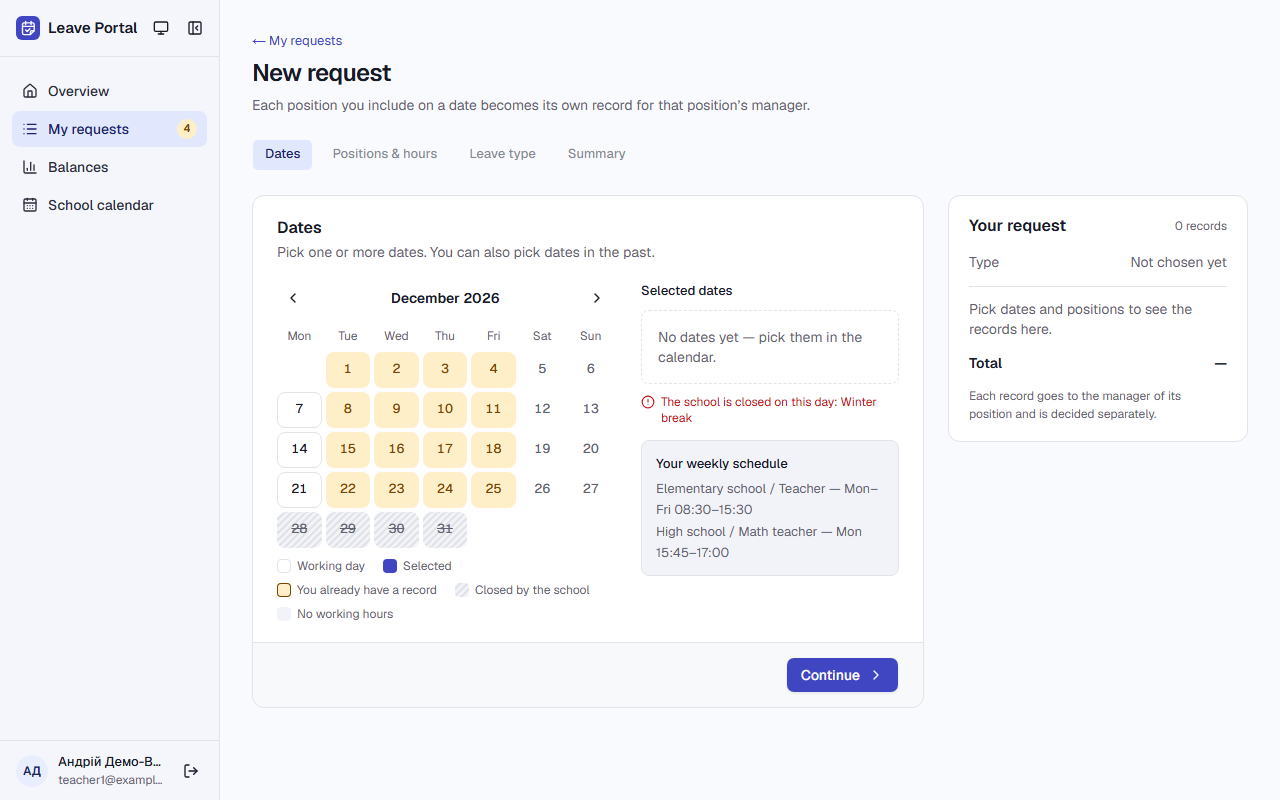 Leave Portal
Overview
My requests 4
Balances
School calendar
Андрій Демо-В...
teacher1@exampl...
← My requests
New request
Each position you include on a date becomes its own record for that position's manager.
Dates Positions & hours Leave type Summary
Dates
Pick one or more dates. You can also pick dates in the past.
December 2026
Mon Tue Wed Thu Fri Sat Sun
1 2 3 4 5 6
7 8 9 10 11 12 13
14 15 16 17 18 19 20
21 22 23 24 25 26 27
28 29 30 31
Working day Selected
You already have a record Closed by the school
No working hours
Selected dates
No dates yet — pick them in the
calendar.
The school is closed on this day: Winter
break
Your weekly schedule
Elementary school / Teacher — Mon–
Fri 08:30–15:30
High school / Math teacher — Mon
15:45–17:00
Continue
Your request 0 records
Type Not chosen yet
Pick dates and positions to see the
records here.
Total —
Each record goes to the manager of its
position and is decided separately.